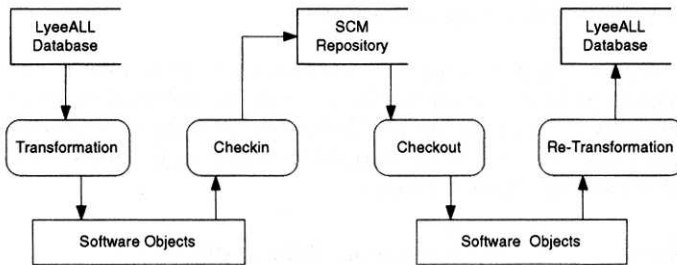 LyeeALL
Database
SCM
Repository
LyeeALL
Database
Transformation
Checkin
Checkout
Re-Transformation
Software Objects
Software Objects